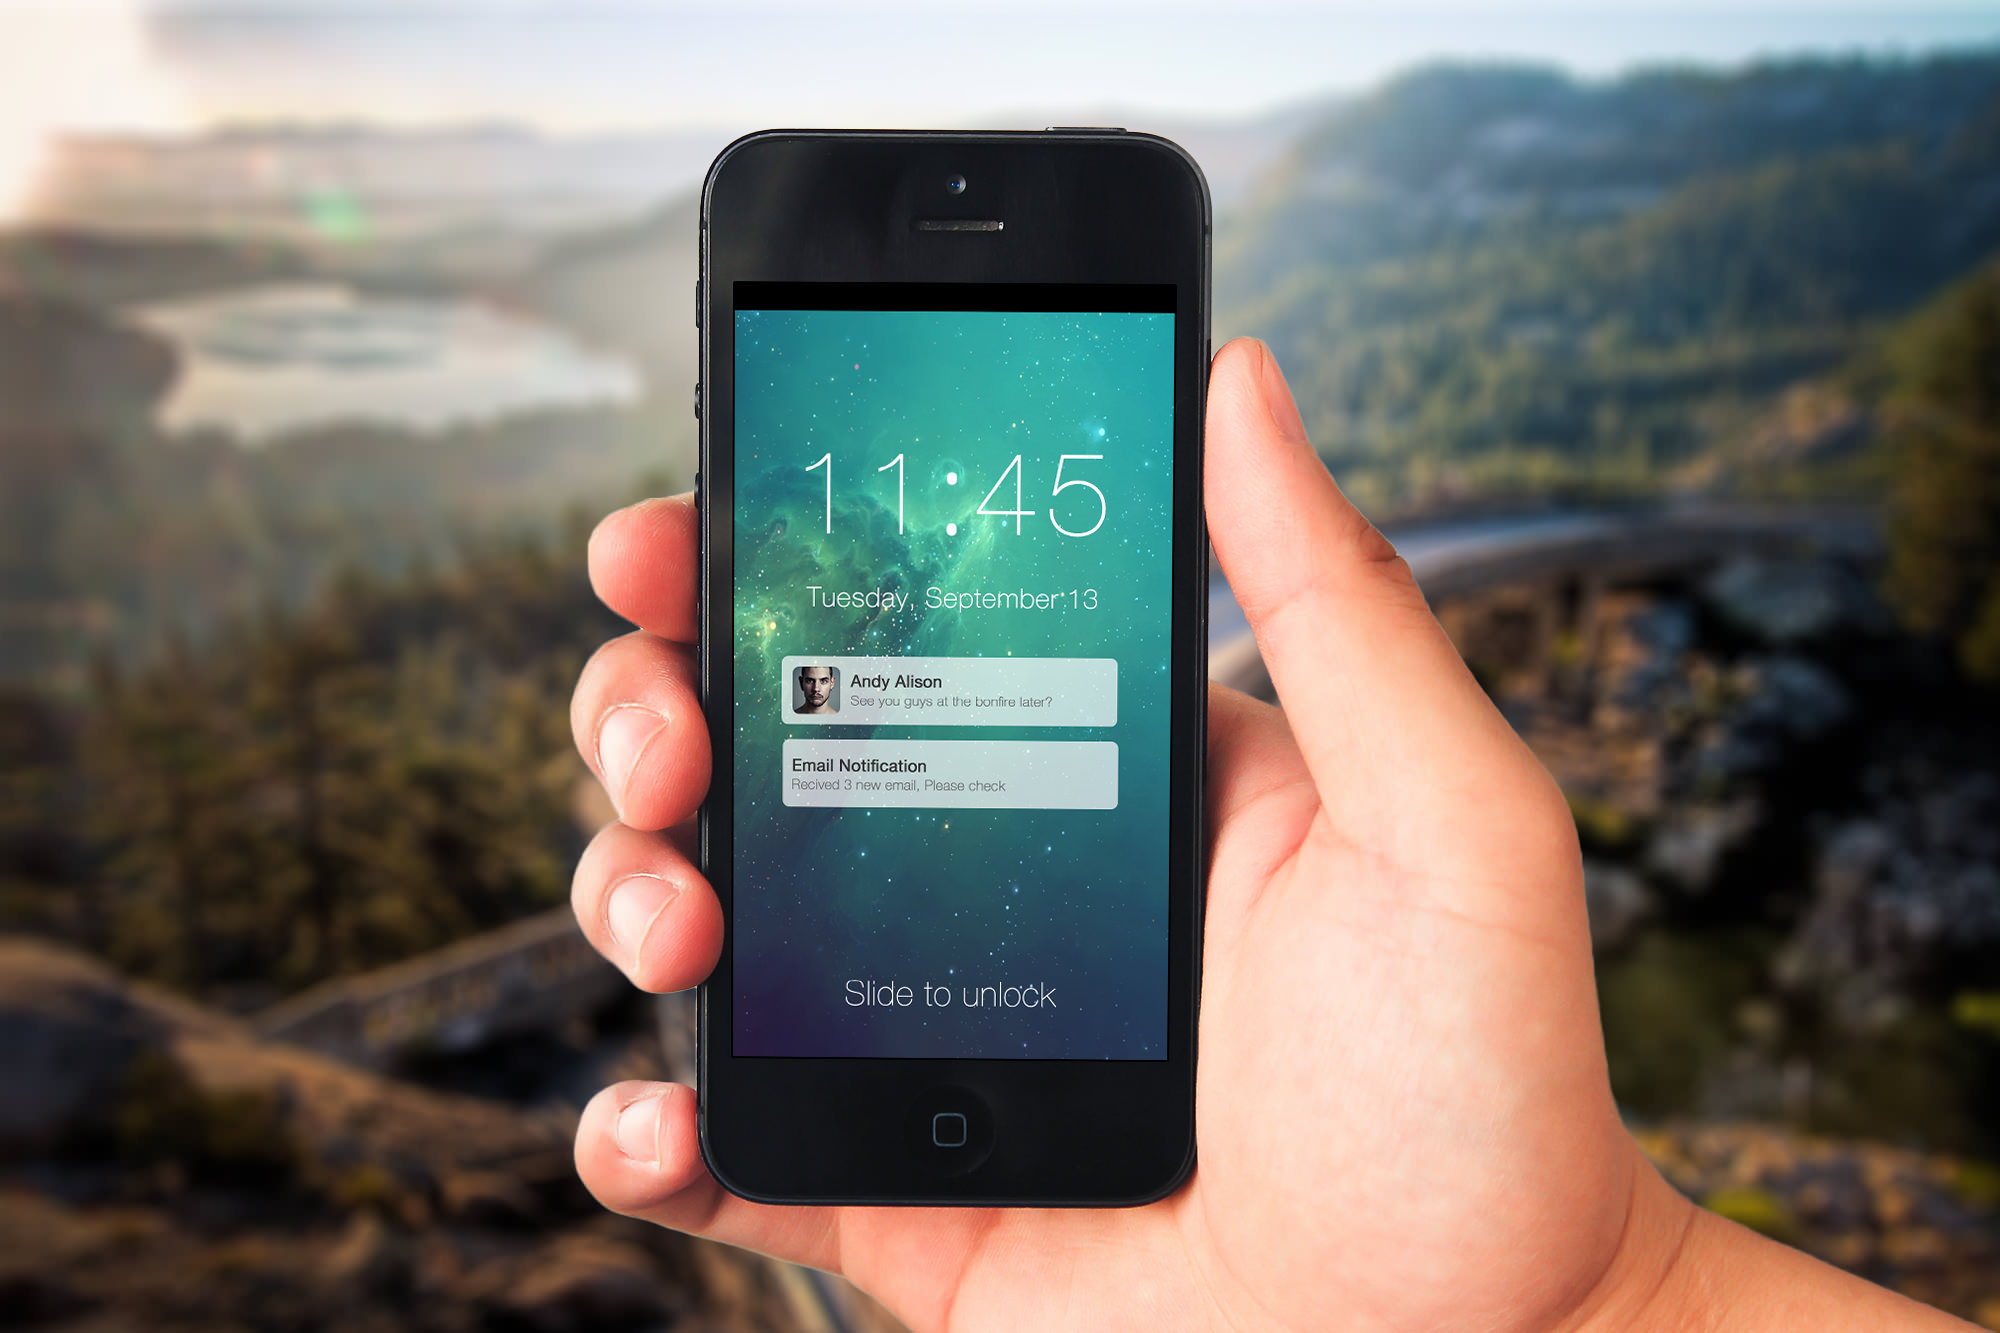 11:45
Tuesday, September 13
Andy Alison
See you guys at the bonfire later?
Email Notification
Recived 3 new email, Please check
Slide to unlock